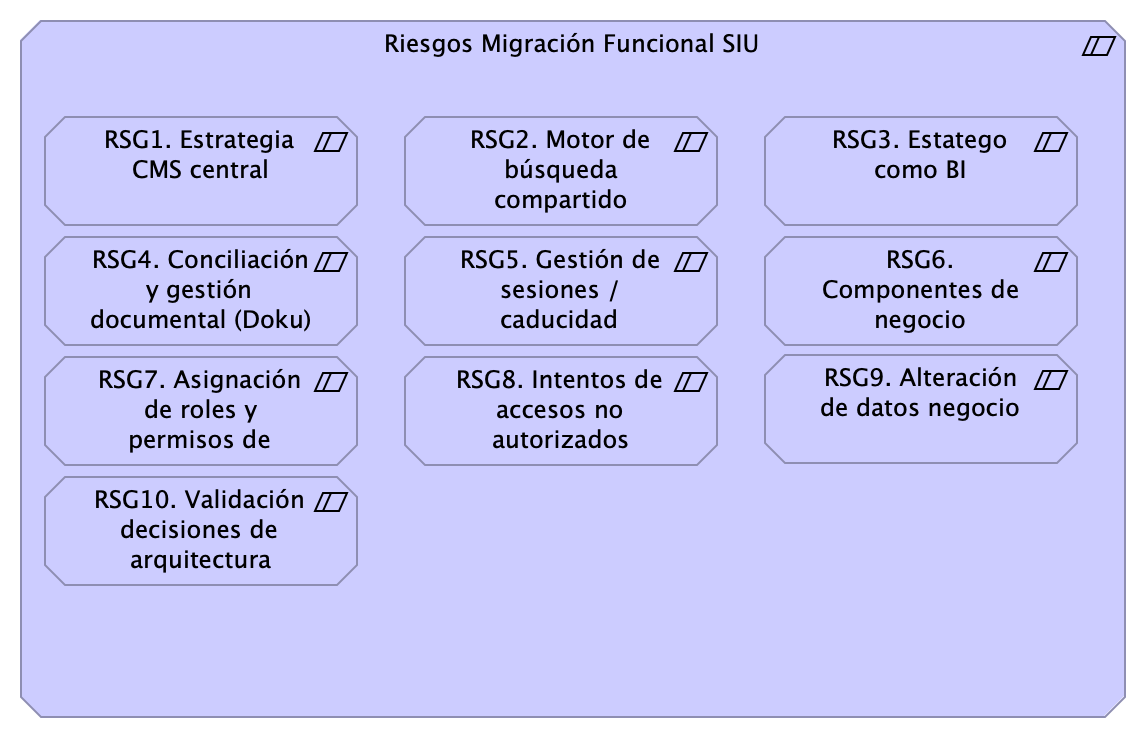 Riesgos Migración Funcional SIU
RSG1. Estrategia
CMS central
RSG2. Motor de
búsqueda
compartido
RSG3. Estatego
como BI
RSG4. Conciliación
y gestión
documental (Doku)
RSG5. Gestión de
sesiones /
caducidad
RSG6.
Componentes de
negocio
RSG7. Asignación
de roles y
permisos de
RSG8. Intentos de
accesos no
autorizados
RSG9. Alteración
de datos negocio
RSG10. Validación
decisiones de
arquitectura